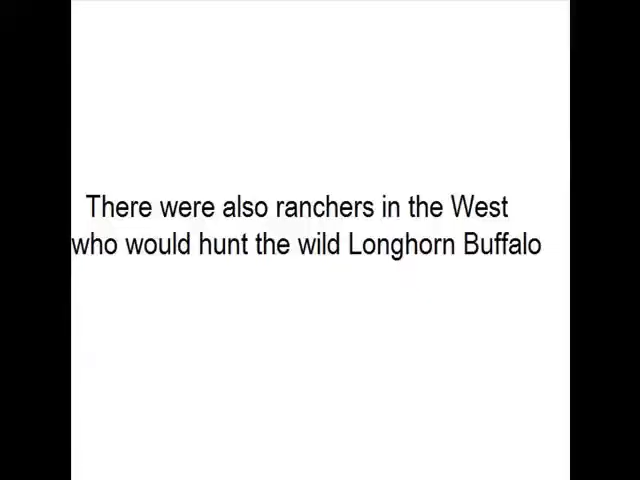 There were also ranchers in the West
who would hunt the wild Longhorn Buffalo